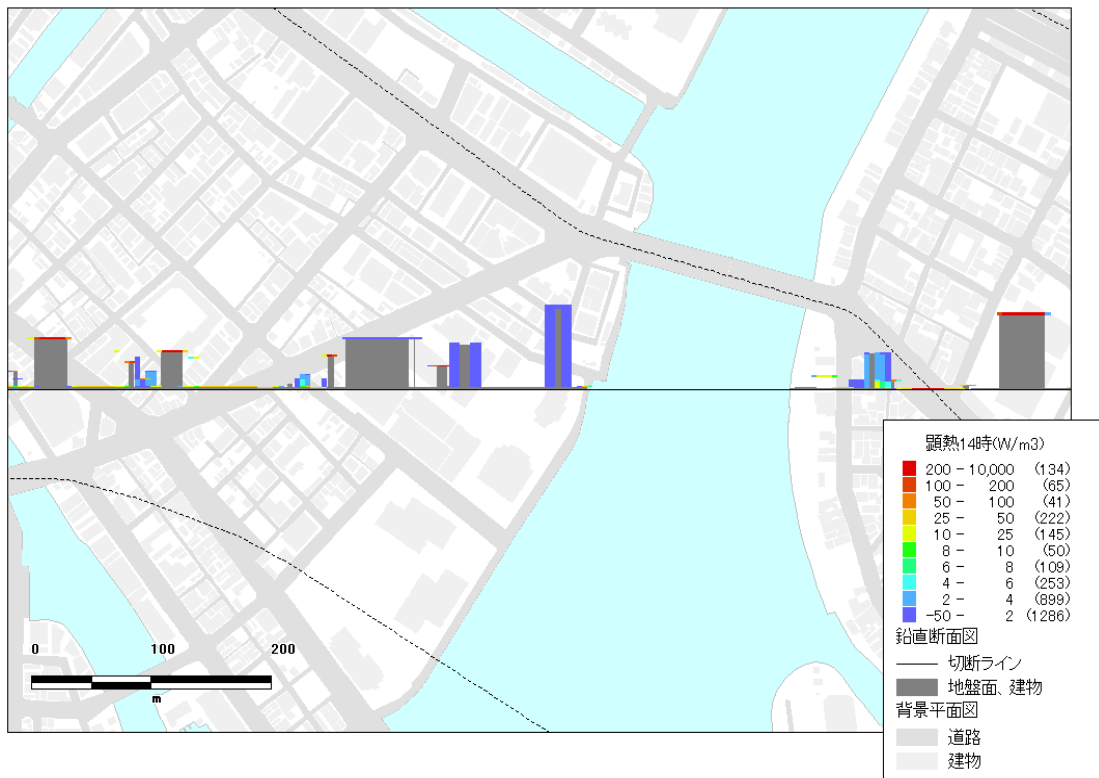 0 100 200
m
顕熱14時(W/m3)
200 - 10,000 (134)
100 - 200 (65)
50 - 100 (41)
25 - 50 (222)
10 - 25 (145)
8 - 10 (50)
6 - 8 (109)
4 - 6 (253)
2 - 4 (899)
-50 - 2 (1286)
鉛直断面図
切断ライン
地盤面、建物
背景平面図
道路
建物